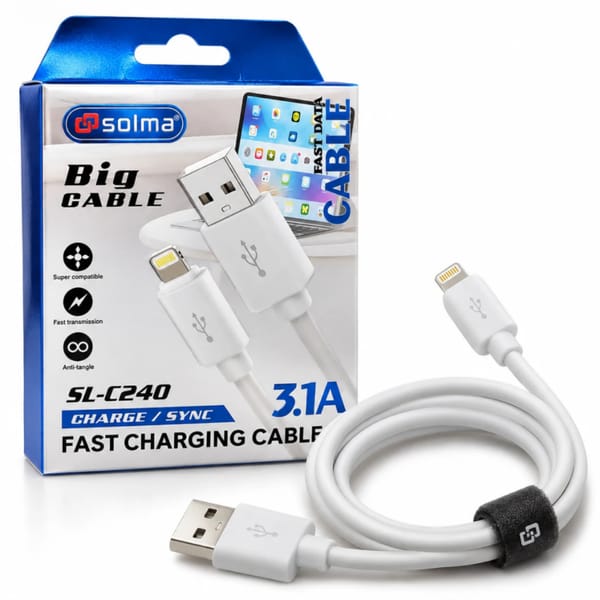 solma®
Big
CABLE
FAST DATA
CABLE
Super compatible
Fast transmission
Anti-tangle
SL-C240
3.1A
CHARGE / SYNC
FAST CHARGING CABLE